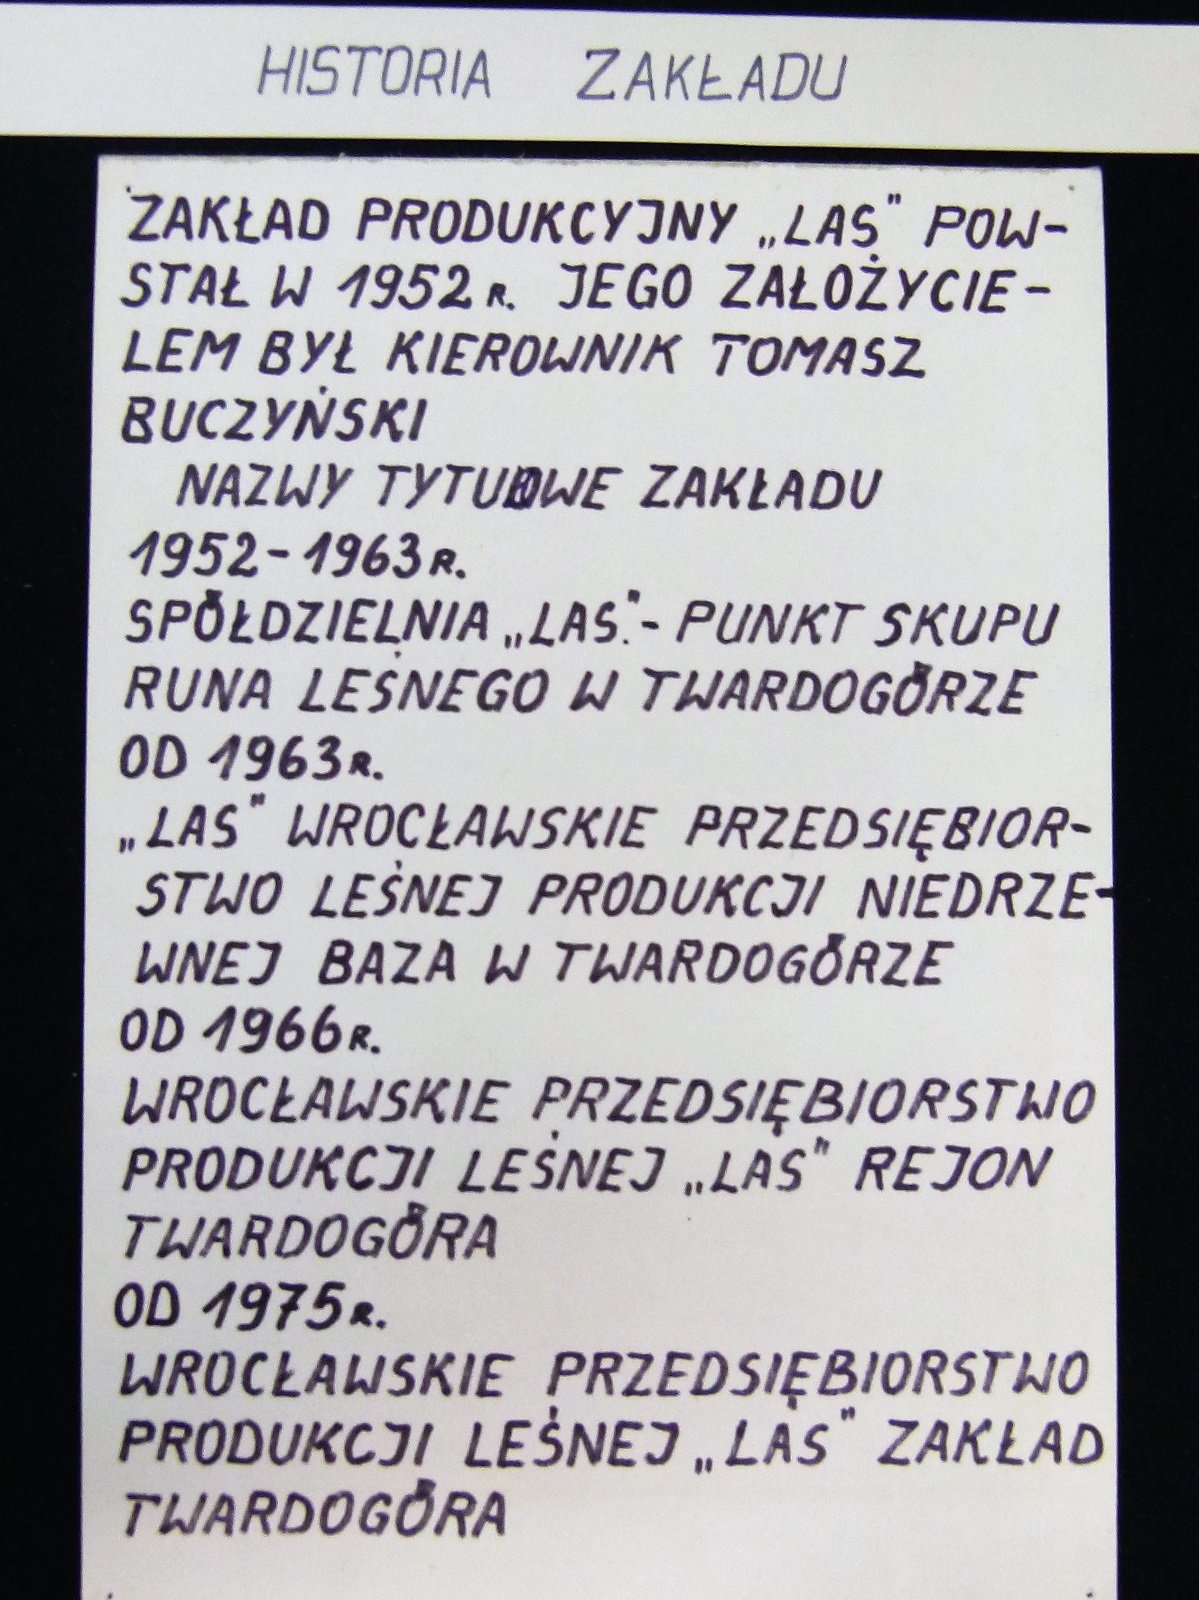 HISTORIA ZAKŁADU
ZAKŁAD PRODUKCYJNY „LAS" POW-
STAŁ W 1952 R. JEGO ZAŁOŻYCIE-
LEM BYŁ KIEROWNIK TOMASZ
BUCZYŃSKI
NAZWY TYTUŁOWE ZAKŁADU
1952-1963 R.
SPÓŁDZIELNIA „LAS."- PUNKT SKUPU
RUNA LEŚNEGO W TWARDOGÓRZE
OD 1963 R.
„LAS" WROCŁAWSKIE PRZEDSIĘBIOR-
STWO LEŚNEJ PRODUKCJI NIEDRZE-
WNEJ BAZA W TWARDOGÓRZE
OD 1966 R.
WROCŁAWSKIE PRZEDSIĘBIORSTWO
PRODUKCJI LEŚNEJ „LAS" REJON
TWARDOGÓRA
OD 1975 R.
WROCŁAWSKIE PRZEDSIĘBIORSTWO
PRODUKCJI LEŚNEJ „LAS" ZAKŁAD
TWARDOGÓRA